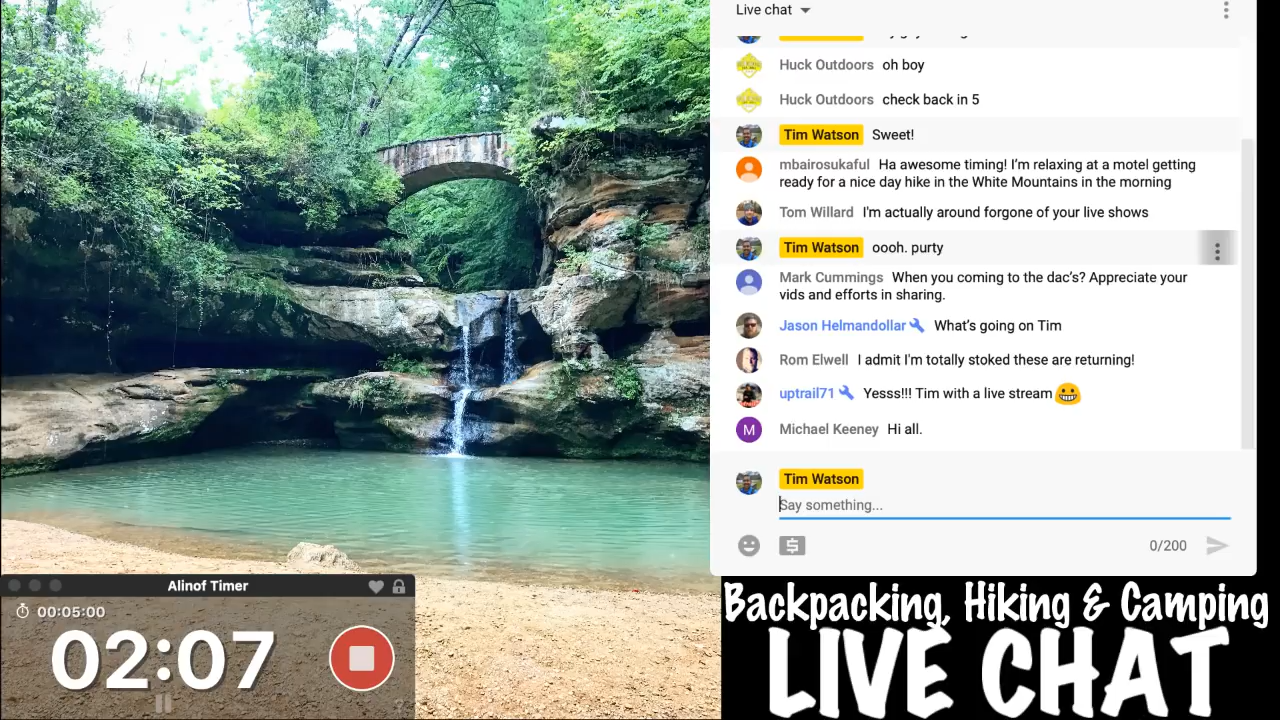 Live chat
Huck Outdoors oh boy
Huck Outdoors check back in 5
Tim Watson Sweet!
mbairosukaful Ha awesome timing! I'm relaxing at a motel getting
ready for a nice day hike in the White Mountains in the morning
Tom Willard I'm actually around forgone of your live shows
Tim Watson oooh. purty
Mark Cummings When you coming to the dac's? Appreciate your
vids and efforts in sharing.
Jason Helmandollar What's going on Tim
Rom Elwell I admit I'm totally stoked these are returning!
uptrail71 Yesss!!! Tim with a live stream
M Michael Keeney Hi all.
Tim Watson
Say something...
0/200
Alinof Timer
00:05:00
02:07
Backpacking, Hiking & Camping
LIVE CHAT